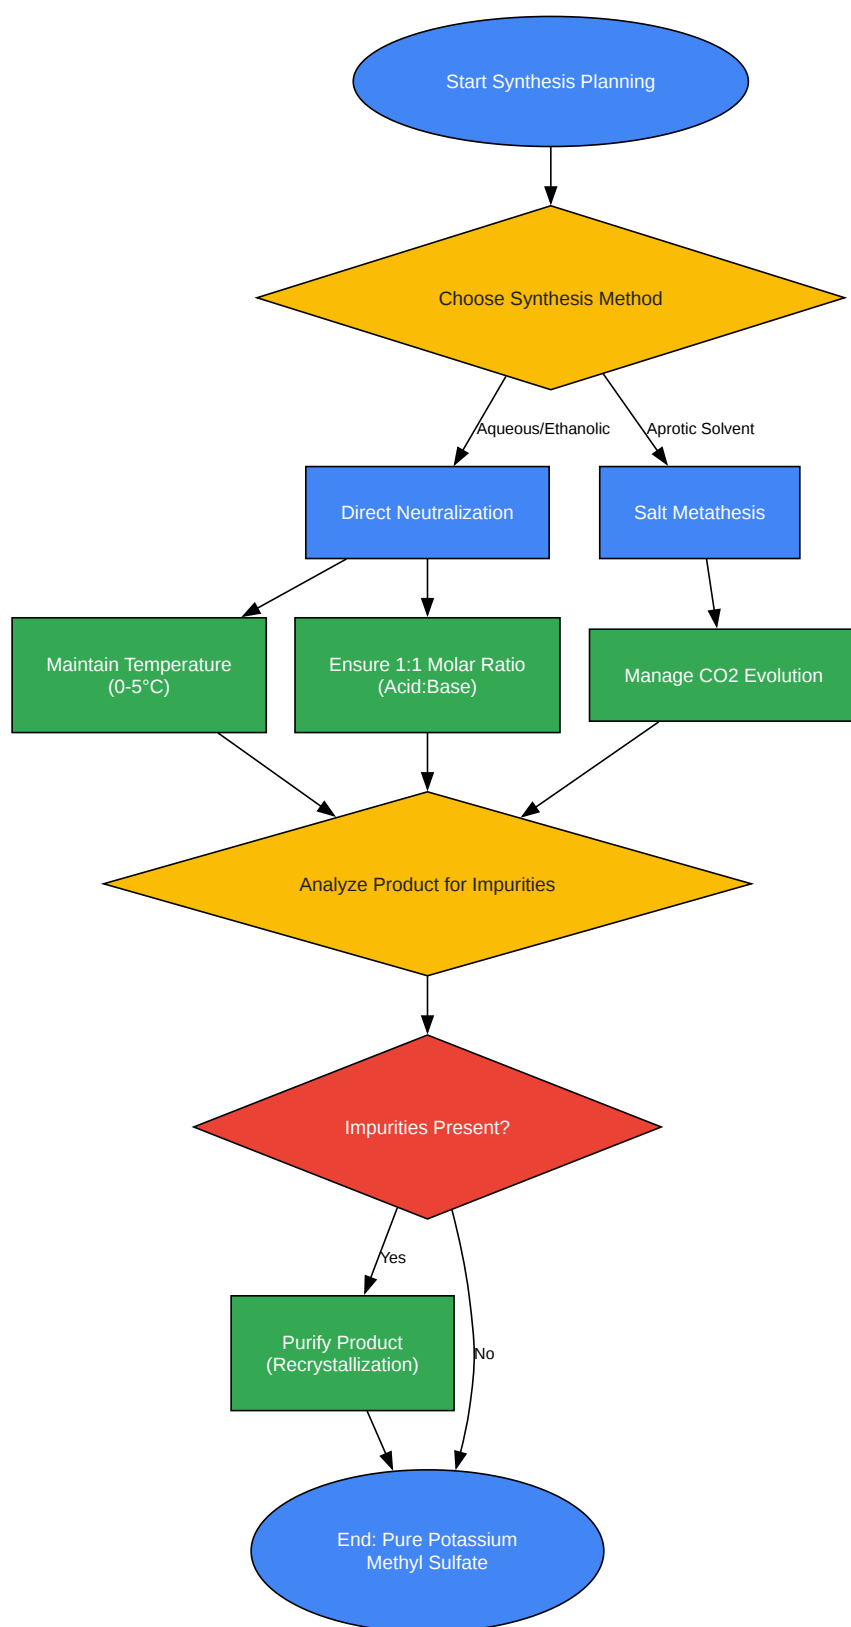 Start Synthesis Planning
Choose Synthesis Method
Aqueous/Ethanolic
Aprotic Solvent
Direct Neutralization
Salt Metathesis
Maintain Temperature
(0-5°C)
Ensure 1:1 Molar Ratio
(Acid:Base)
Manage CO2 Evolution
Analyze Product for Impurities
Impurities Present?
Yes
Purify Product
(Recrystallization)
No
End: Pure Potassium
Methyl Sulfate